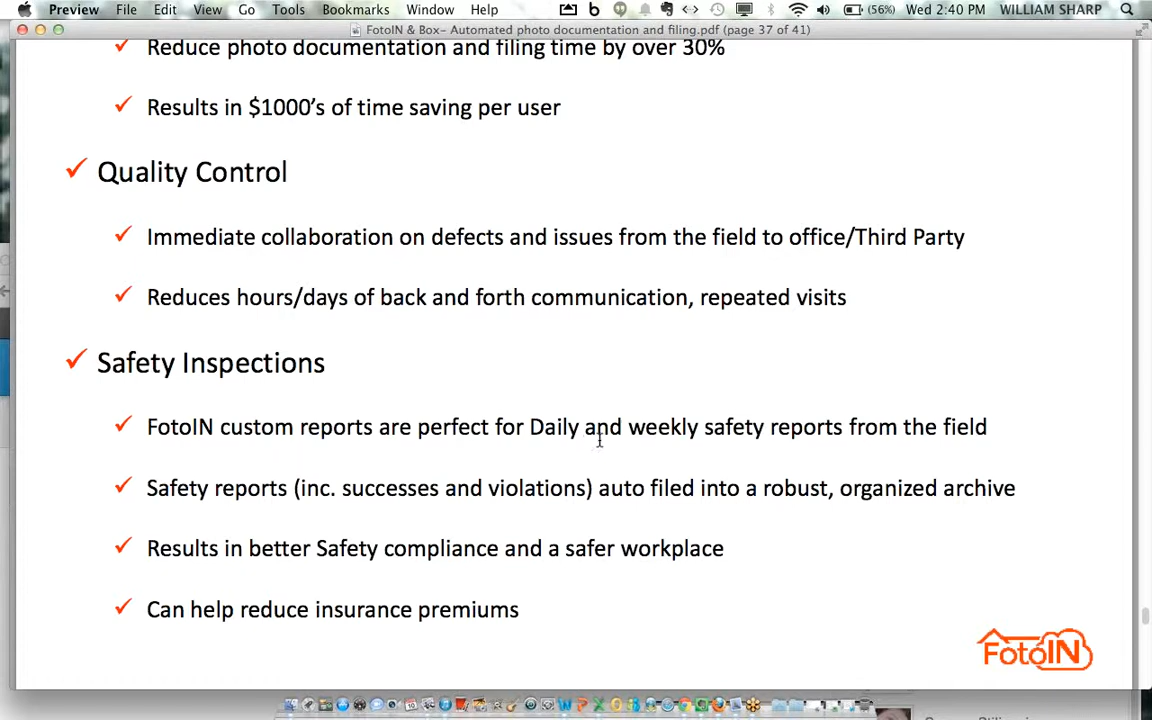 Preview File Edit View Go Tools Bookmarks Window Help (56%) Wed 2:40 PM WILLIAM SHARP
FotoIN & Box- Automated photo documentation and filing.pdf (page 37 of 41)
Reduce photo documentation and filing time by over 30%
Results in $1000’s of time saving per user
Quality Control
Immediate collaboration on defects and issues from the field to office/Third Party
Reduces hours/days of back and forth communication, repeated visits
Safety Inspections
FotoIN custom reports are perfect for Daily and weekly safety reports from the field
Safety reports (inc. successes and violations) auto filed into a robust, organized archive
Results in better Safety compliance and a safer workplace
Can help reduce insurance premiums
FotóIN